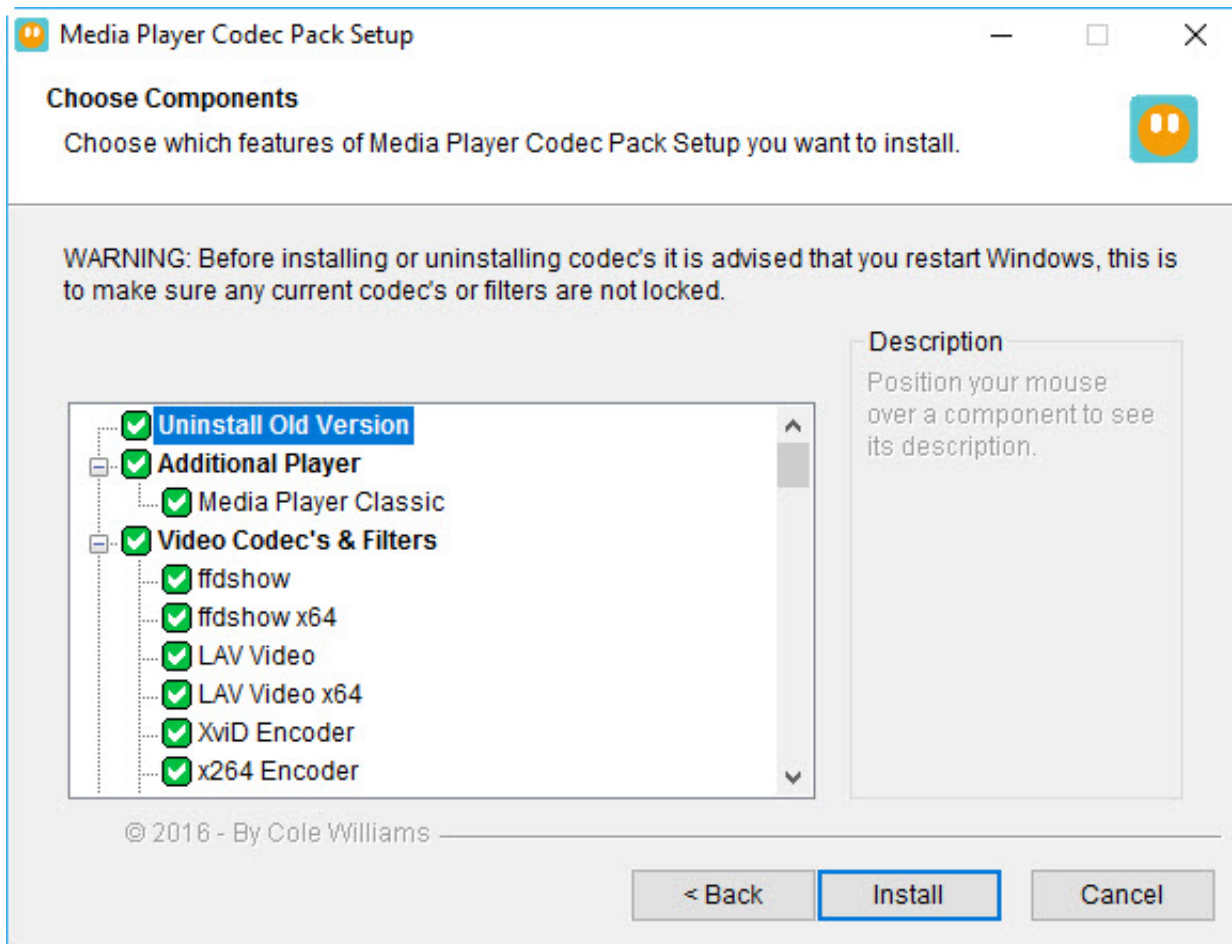 Media Player Codec Pack Setup
Choose Components
Choose which features of Media Player Codec Pack Setup you want to install.
WARNING: Before installing or uninstalling codec's it is advised that you restart Windows, this is
to make sure any current codec's or filters are not locked.
Description
Position your mouse
over a component to see
its description.
Uninstall Old Version
Additional Player
Media Player Classic
Video Codec's & Filters
ffdshow
ffdshow x64
LAV Video
LAV Video x64
XviD Encoder
x264 Encoder
© 2016 - By Cole Williams
< Back
Install
Cancel